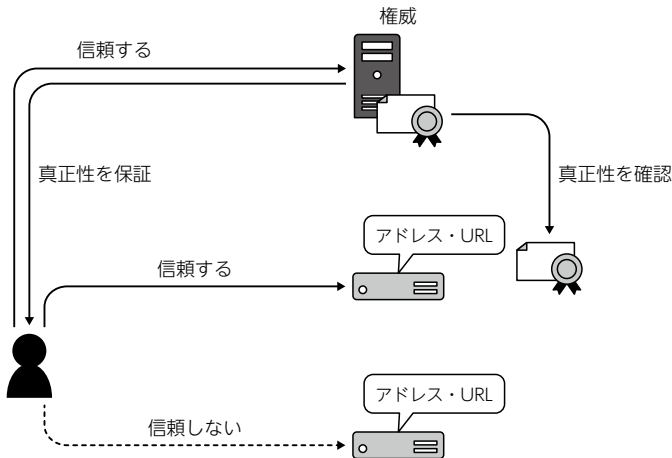 権威
信頼する
真正性を保証
真正性を確認
アドレス・URL
信頼する
アドレス・URL
信頼しない